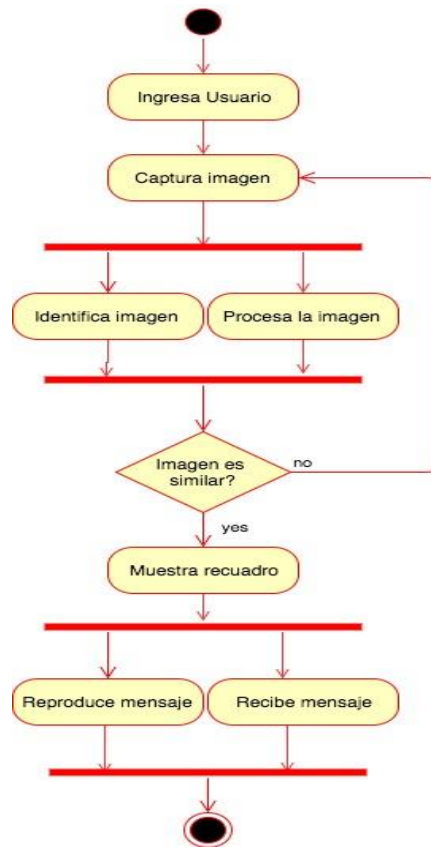 Ingresa Usuario
Captura imagen
Identifica imagen
Procesa la imagen
Imagen es
similar?
no
yes
Muestra recuadro
Reproduce mensaje
Recibe mensaje